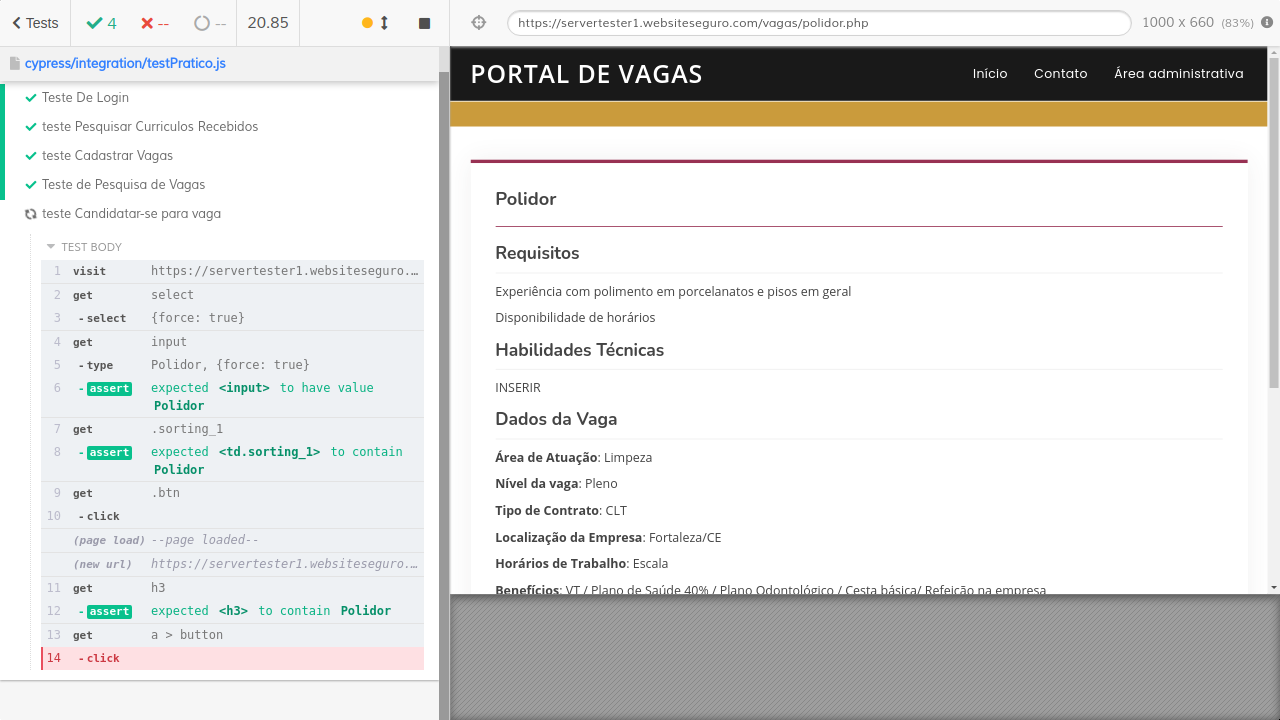 Tests
4
--
--
20.85
cypress/integration/testPratico.js
Teste De Login
teste Pesquisar Curriculos Recebidos
teste Cadastrar Vagas
Teste de Pesquisa de Vagas
teste Candidatar-se para vaga
TEST BODY
1 visit https://servertester1.websiteseguro.…
2 get select
3 -select {force: true}
4 get input
5 -type Polidor, {force: true}
6 -assert expected <input> to have value
Polidor
7 get .sorting_1
8 -assert expected <td.sorting_1> to contain
Polidor
9 get .btn
10 -click
(page load) --page loaded--
(new url) https://servertester1.websiteseguro.…
11 get h3
12 -assert expected <h3> to contain Polidor
13 get a > button
14 -click
https://servertester1.websiteseguro.com/vagas/polidor.php
1000 x 660 (83%)
PORTAL DE VAGAS
Início Contato Área administrativa
Polidor
Requisitos
Experiência com polimento em porcelanatos e pisos em geral
Disponibilidade de horários
Habilidades Técnicas
INSERIR
Dados da Vaga
Área de Atuação: Limpeza
Nível da vaga: Pleno
Tipo de Contrato: CLT
Localização da Empresa: Fortaleza/CE
Horários de Trabalho: Escala
Benefícios: VT / Plano de Saúde 40% / Plano Odontológico / Cesta básica/ Refeição na empresa